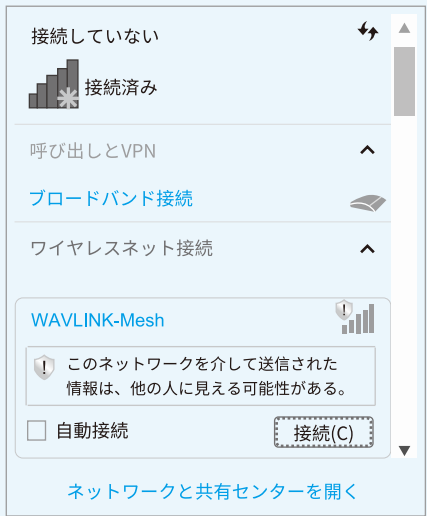 接続していない
接続済み
呼び出しとVPN
ブロードバンド接続
ワイヤレスネット接続
WAVLINK-Mesh
このネットワークを介して送信された
情報は、他の人に見える可能性がある。
自動接続
接続(C)
ネットワークと共有センターを開く